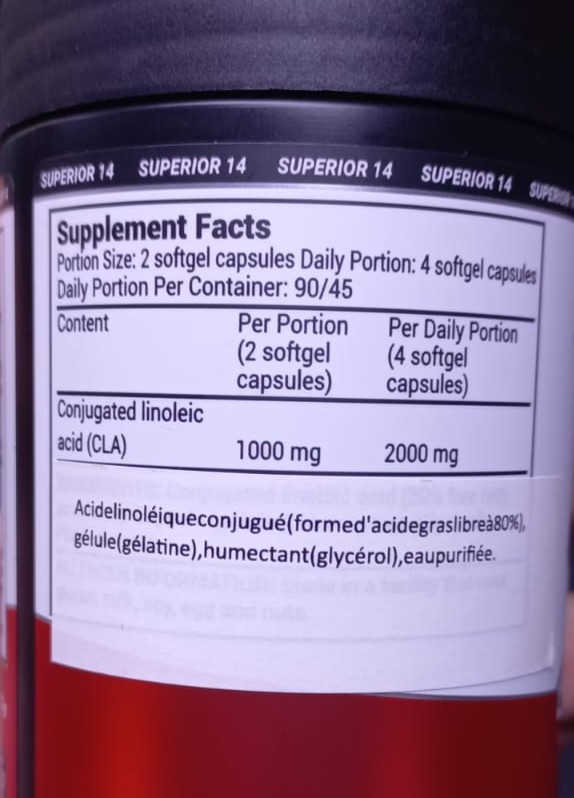 SUPERIOR 14 SUPERIOR 14 SUPERIOR 14 SUPERIOR 14 SUPERIOR
Supplement Facts
Portion Size: 2 softgel capsules Daily Portion: 4 softgel capsules
Daily Portion Per Container: 90/45
Content Per Portion Per Daily Portion
(2 softgel (4 softgel
capsules) capsules)
Conjugated linoleic
acid (CLA) 1000 mg 2000 mg
Acidelinoléiqueconjugué(formed'acidegraslibreà80%),
gélule(gélatine),humectant(glycérol),eaupurifiée.